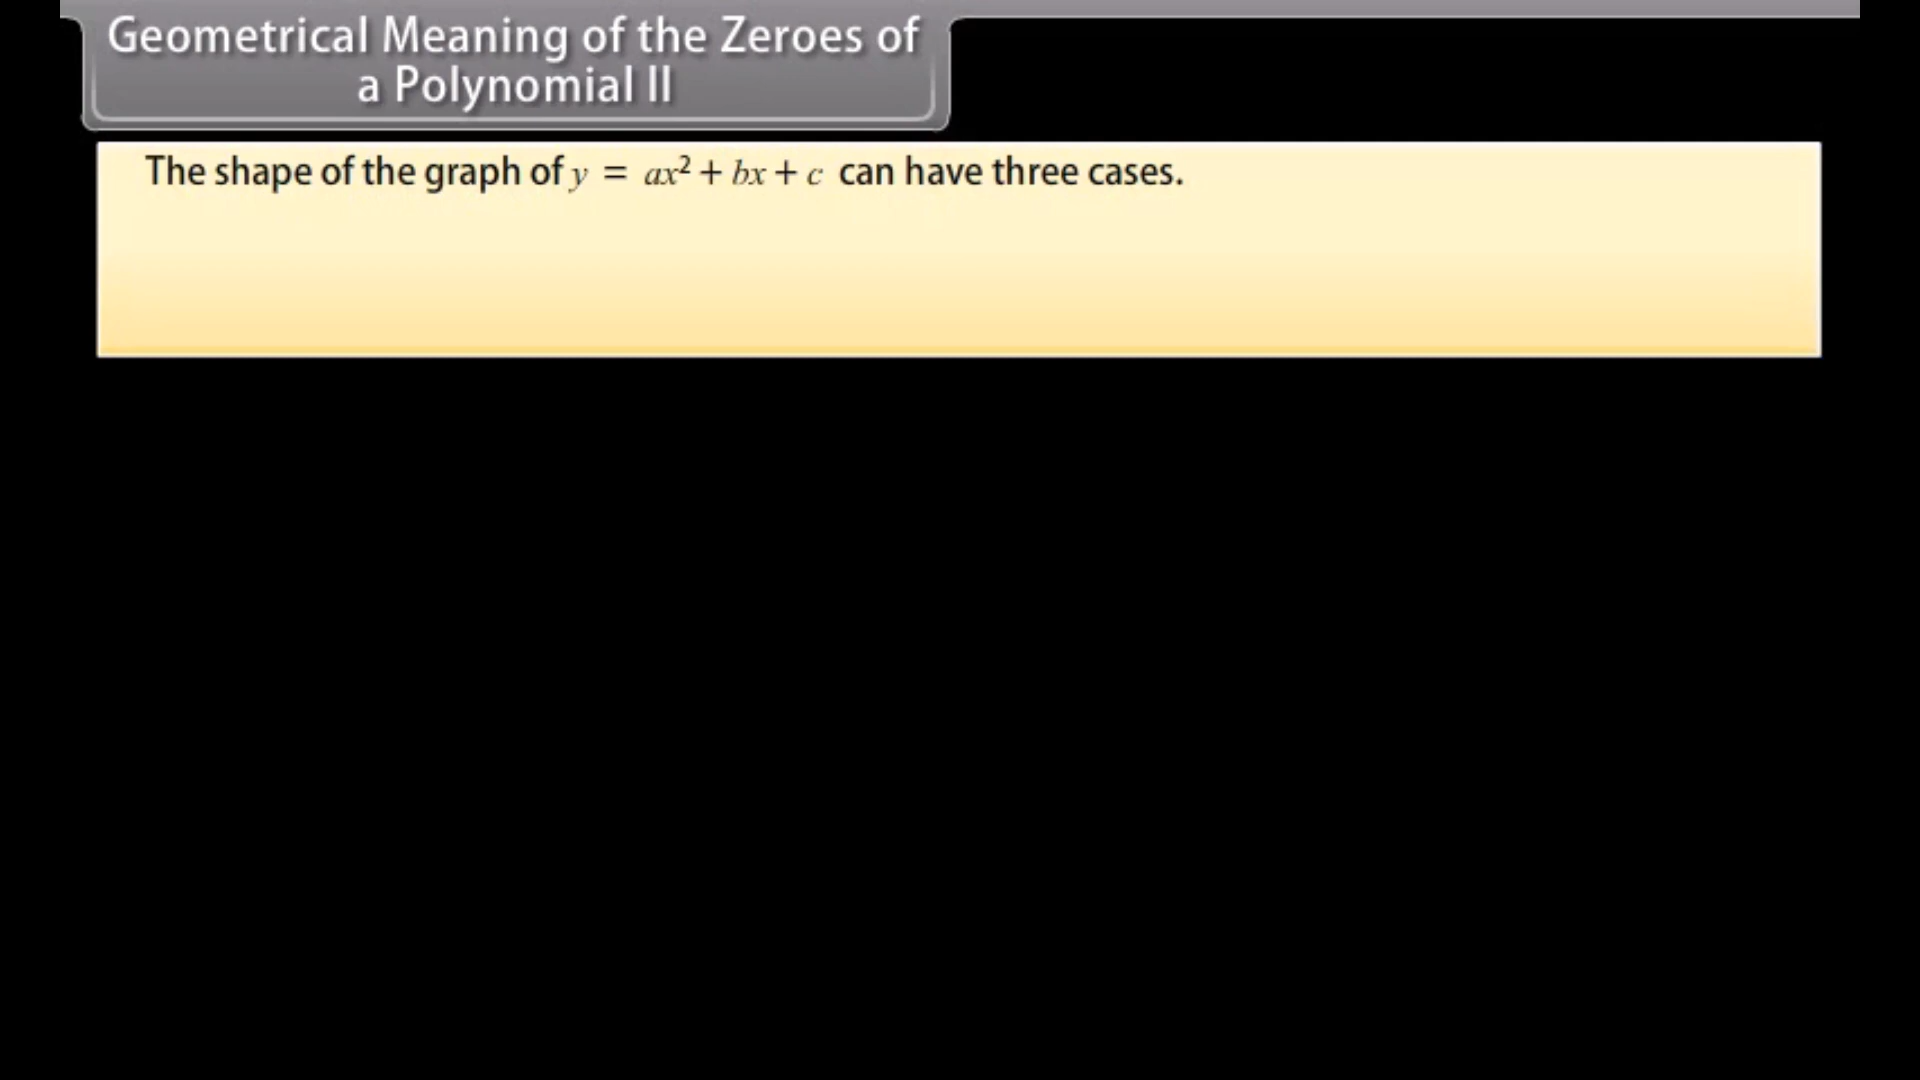 Geometrical Meaning of the Zeroes of
a Polynomial II
The shape of the graph of y = ax² + bx + c can have three cases.